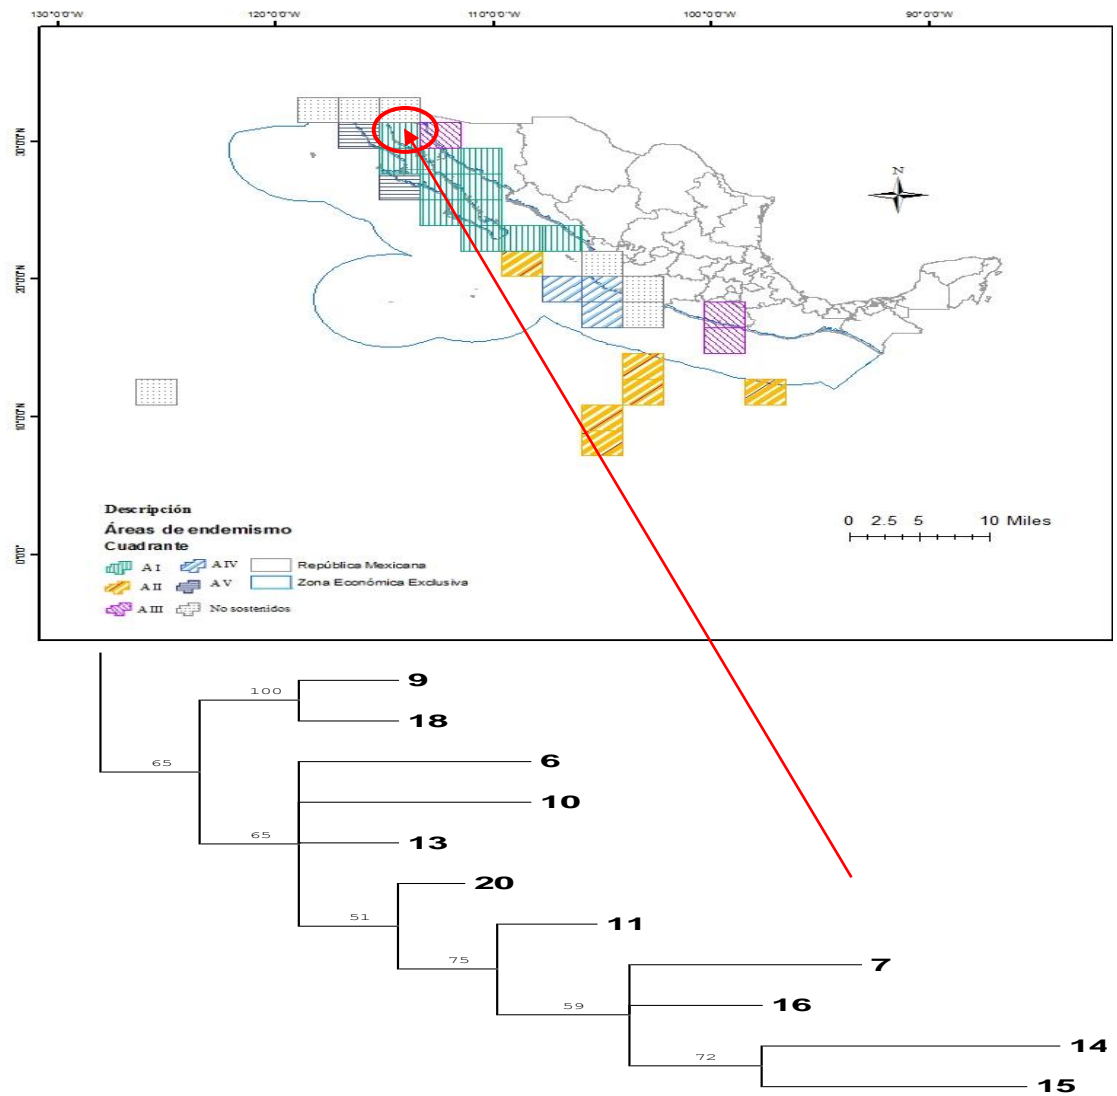 130°0'0"W 120°0'0"W 110°0'0"W 100°0'0"W 90°0'0"W
30°0'0"N
N
20°0'0"N
10°0'0"N
0°0'0"
Descripción
Áreas de endemismo
Cuadrante
A I A IV República Mexicana
A II A V Zona Económica Exclusiva
A III No sostenidos
0 2.5 5 10 Miles
100 9
18
65
6
10
65 13
20
51
11
75
7
59 16
14
72
15